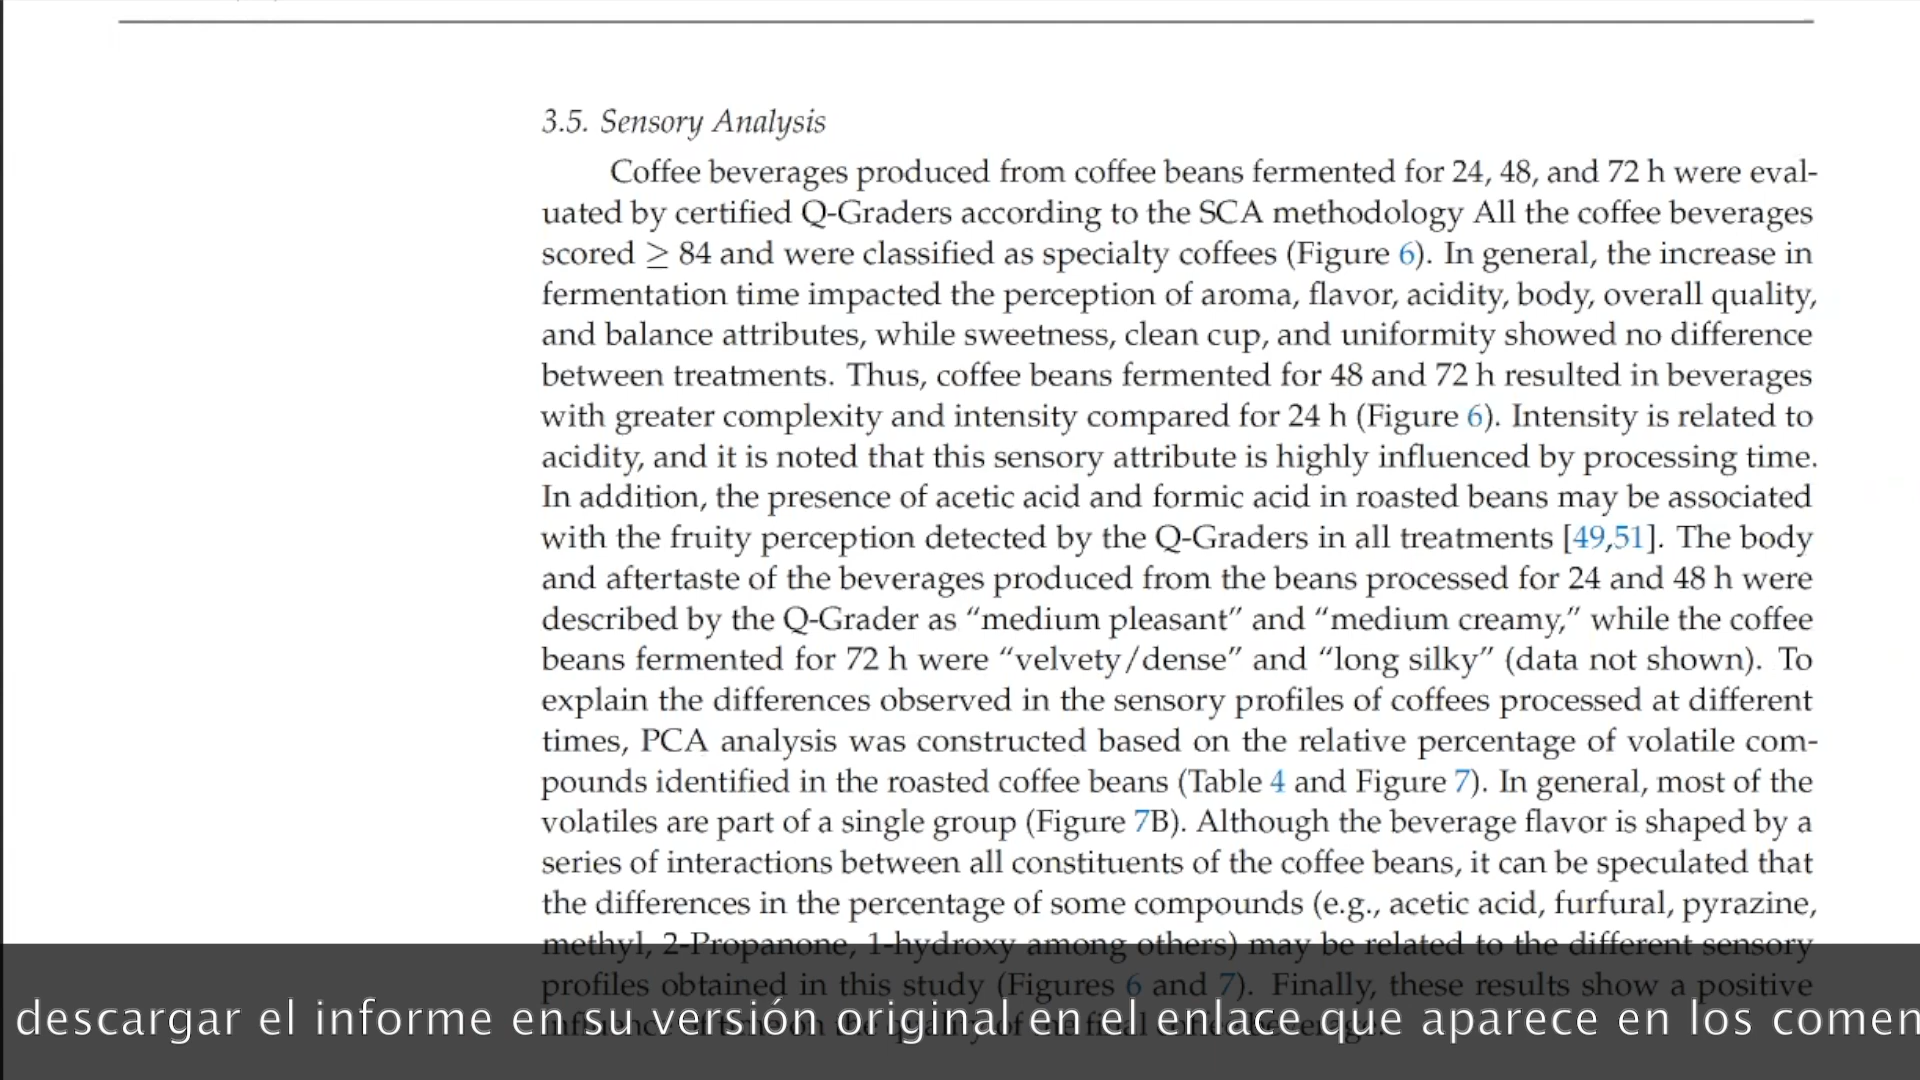 3.5. Sensory Analysis
Coffee beverages produced from coffee beans fermented for 24, 48, and 72 h were eval-
uated by certified Q-Graders according to the SCA methodology All the coffee beverages
scored ≥ 84 and were classified as specialty coffees (Figure 6). In general, the increase in
fermentation time impacted the perception of aroma, flavor, acidity, body, overall quality,
and balance attributes, while sweetness, clean cup, and uniformity showed no difference
between treatments. Thus, coffee beans fermented for 48 and 72 h resulted in beverages
with greater complexity and intensity compared for 24 h (Figure 6). Intensity is related to
acidity, and it is noted that this sensory attribute is highly influenced by processing time.
In addition, the presence of acetic acid and formic acid in roasted beans may be associated
with the fruity perception detected by the Q-Graders in all treatments [49,51]. The body
and aftertaste of the beverages produced from the beans processed for 24 and 48 h were
described by the Q-Grader as “medium pleasant” and “medium creamy,” while the coffee
beans fermented for 72 h were “velvety/dense” and “long silky” (data not shown). To
explain the differences observed in the sensory profiles of coffees processed at different
times, PCA analysis was constructed based on the relative percentage of volatile com-
pounds identified in the roasted coffee beans (Table 4 and Figure 7). In general, most of the
volatiles are part of a single group (Figure 7B). Although the beverage flavor is shaped by a
series of interactions between all constituents of the coffee beans, it can be speculated that
the differences in the percentage of some compounds (e.g., acetic acid, furfural, pyrazine,
methyl, 2-Propanone, 1-hydroxy among others) may be related to the different sensory
profiles obtained in this study (Figures 6 and 7). Finally, these results show a positive
descargar el informe en su versión original en el enlace que aparece en los comen